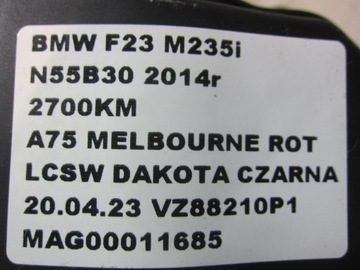 BMW F23 M235i
N55B30 2014r
2700KM
A75 MELBOURNE ROT
LCSW DAKOTA CZARNA
20.04.23 VZ88210P1
MAG00011685